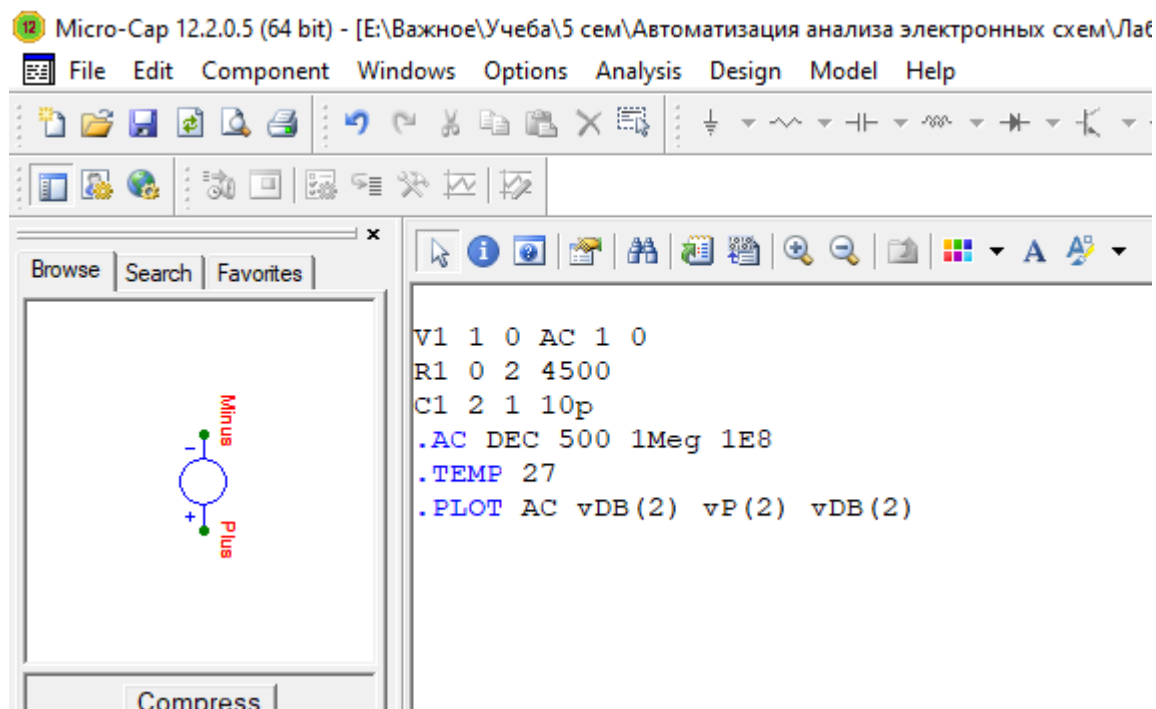 12 Micro-Cap 12.2.0.5 (64 bit) - [E:\Важное\Учеба\5 сем\Автоматизация анализа электронных схем\Лаб
File Edit Component Windows Options Analysis Design Model Help
Browse Search Favorites
Minus
Plus
Compress
V1 1 0 AC 1 0
R1 0 2 4500
C1 2 1 10p
.AC DEC 500 1Meg 1E8
.TEMP 27
.PLOT AC vDB(2) vP(2) vDB(2)